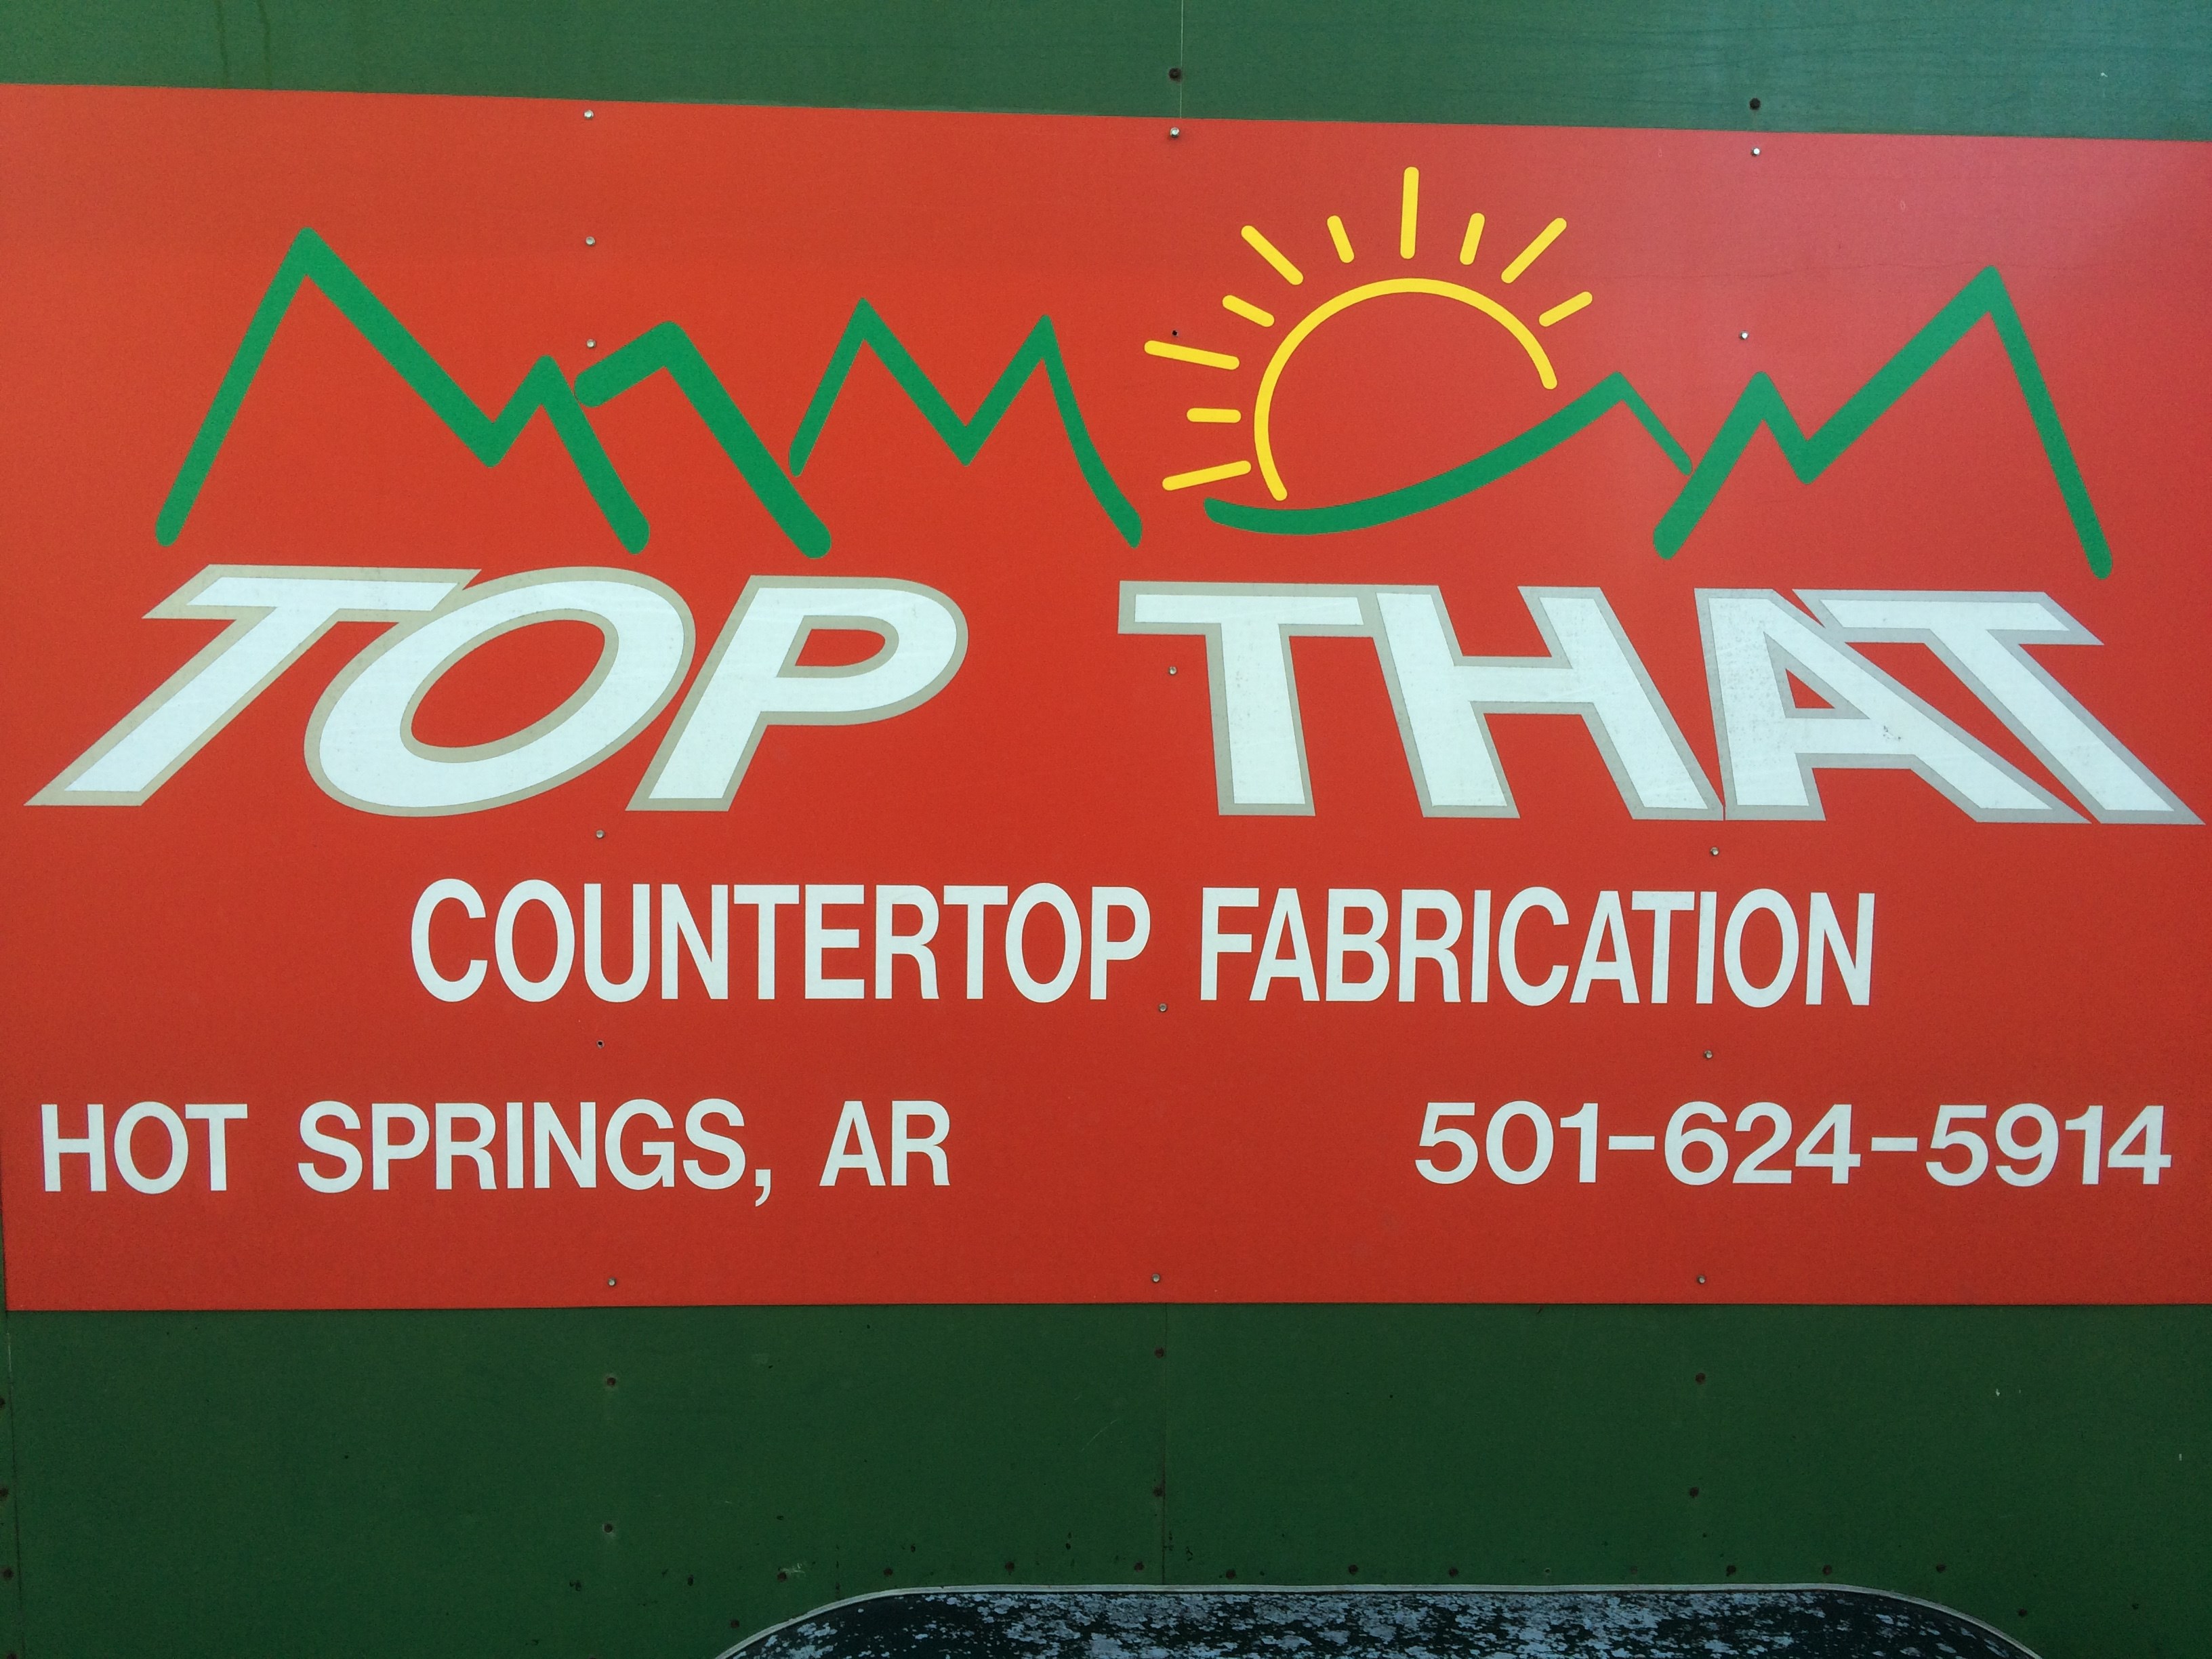 TOP THAT
COUNTERTOP FABRICATION
HOT SPRINGS, AR 501-624-5914